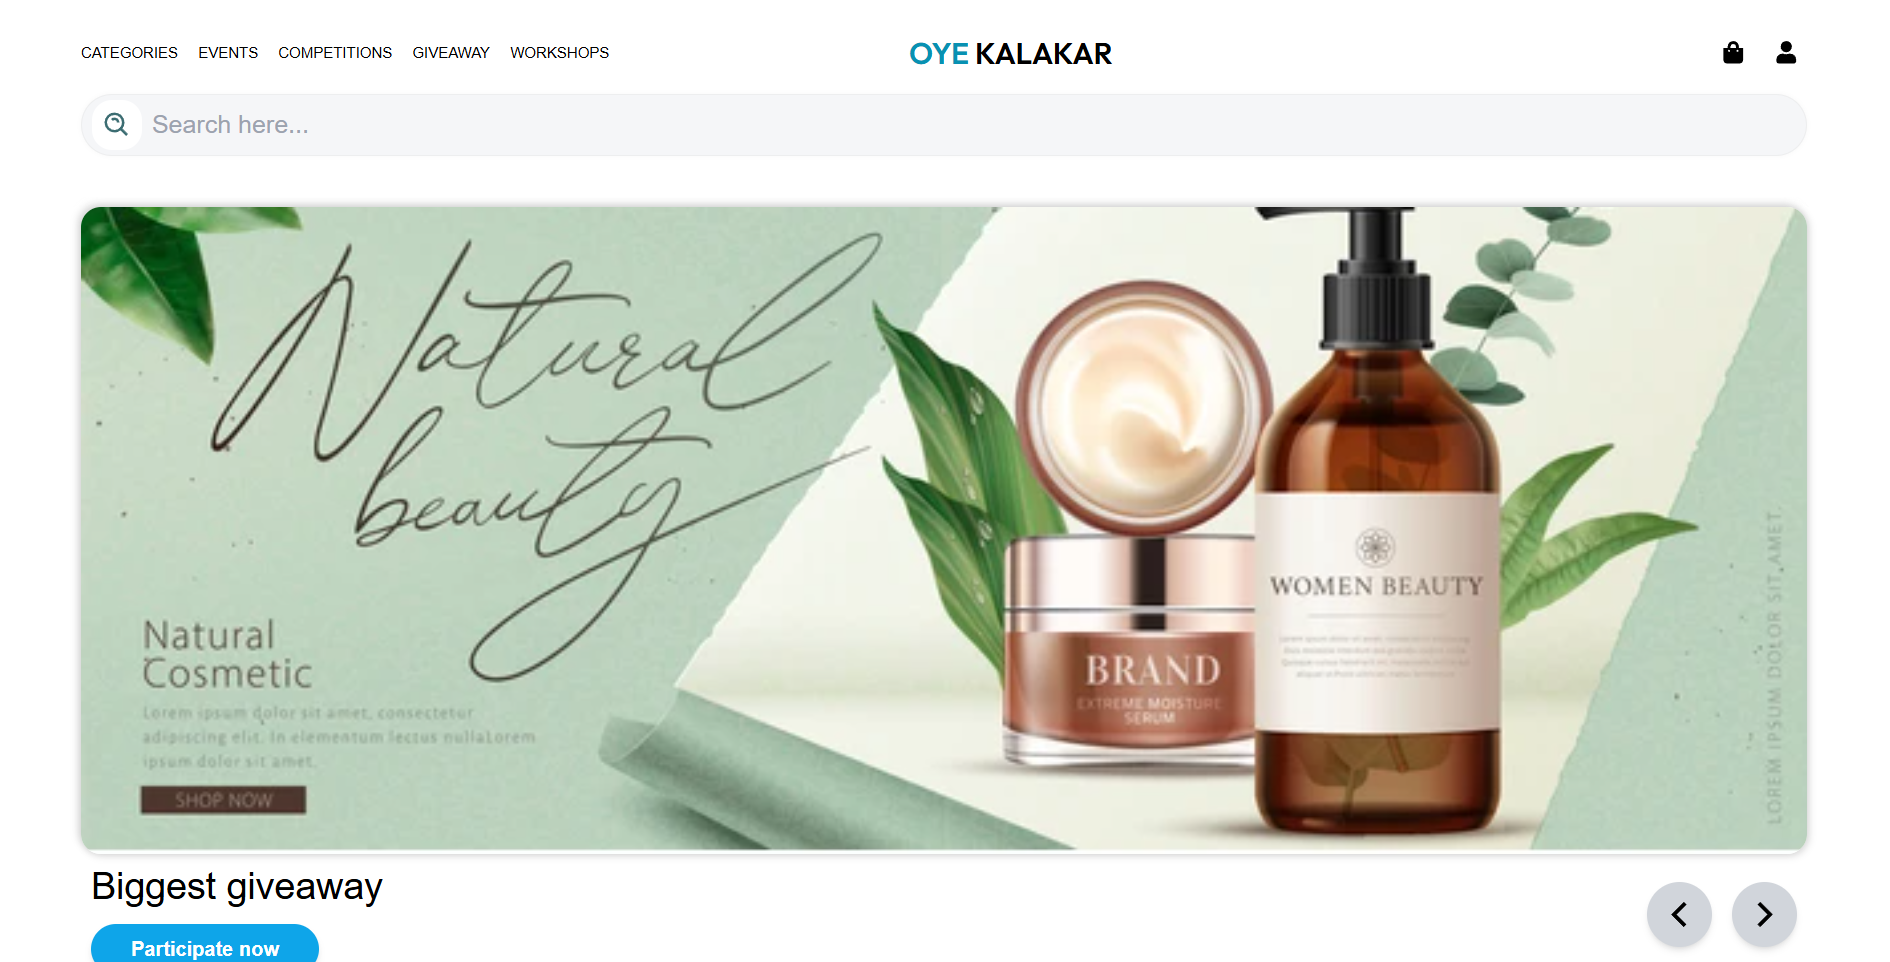 CATEGORIES EVENTS COMPETITIONS GIVEAWAY WORKSHOPS
OYE KALAKAR
Search here...
Natural
beauty
Natural
Cosmetic
Lorem ipsum dolor sit amet, consectetur
adipiscing elit. In elementum lectus nullaLorem
ipsum dolor sit amet.
SHOP NOW
BRAND
EXTREME MOISTURE
SERUM
WOMEN BEAUTY
LOREM IPSUM DOLOR SIT AMET,
Biggest giveaway
Participate now